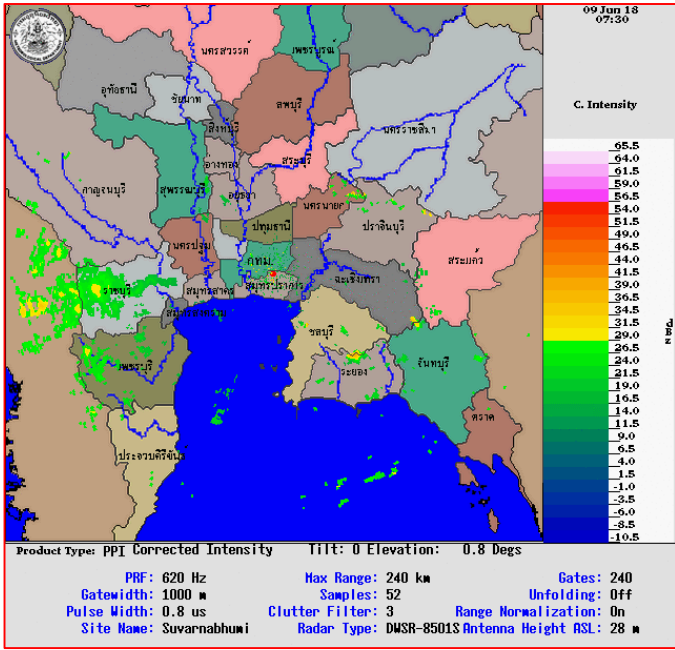 09 Jun 18
07:30
C. Intensity
65.5
64.0
61.5
59.0
56.5
54.0
51.5
49.0
46.5
44.0
41.5
39.0
36.5
34.0
31.5
29.0
26.5
24.0
21.5
19.0
16.5
14.0
11.5
9.0
6.5
4.0
1.5
-1.0
-3.5
-6.0
-8.5
-10.5
นครสวรรค์
เพชรบูรณ์
อุทัยธานี
ชัยนาท
ลพบุรี
สิงห์บุรี
นครราชสีมา
อ่างทอง
สระบุรี
กาญจนบุรี
สุพรรณบุรี
อยุธยา
นครนายก
ปทุมธานี
ปราจีนบุรี
นครปฐม
กทม.
สระแก้ว
ราชบุรี
สมุทรสาคร
สมุทรปราการ
ฉะเชิงเทรา
สมุทรสงคราม
ชลบุรี
เพชรบุรี
ระยอง
จันทบุรี
ตราด
ประจวบคีรีขันธ์
Product Type: PPI Corrected Intensity Tilt: 0 Elevation: 0.8 Degs
PRF: 620 Hz Max Range: 240 km Gates: 240
Gatewidth: 1000 m Samples: 52 Unfolding: Off
Pulse Width: 0.8 us Clutter Filter: 3 Range Normalization: On
Site Name: Suvarnabhumi Radar Type: DWSR-8501S Antenna Height ASL: 28 m